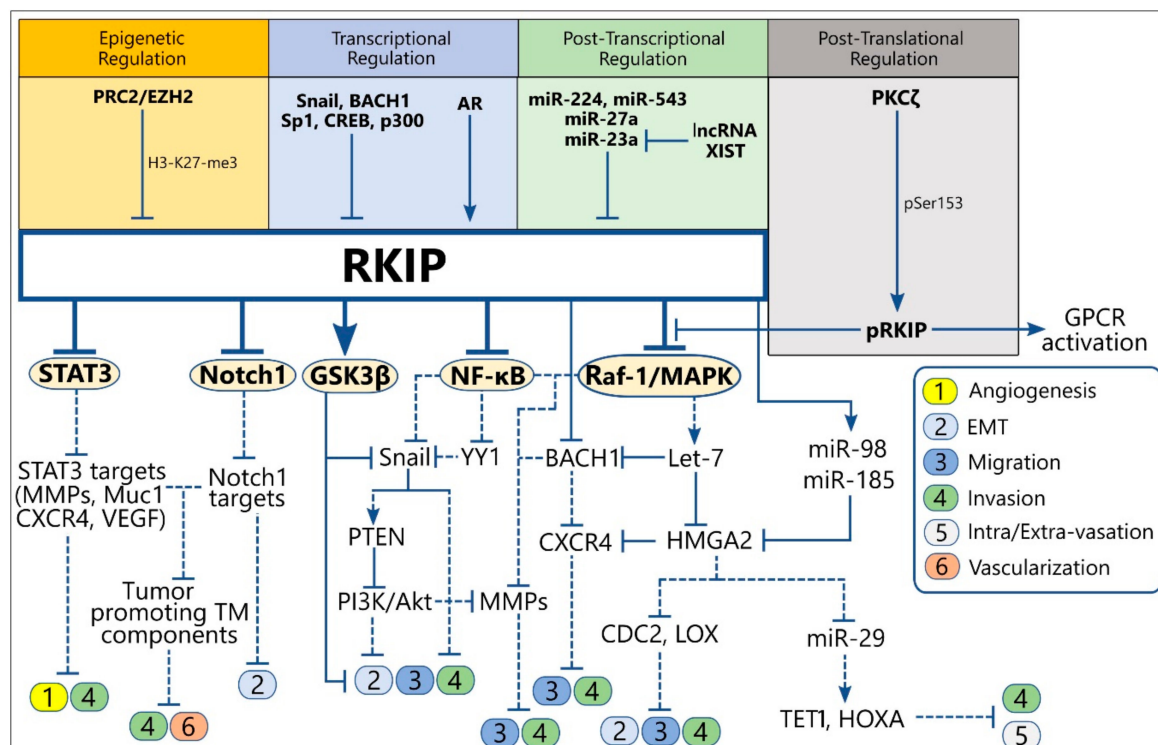 Epigenetic
Regulation
Transcriptional
Regulation
Post-Transcriptional
Regulation
Post-Translational
Regulation
PRC2/EZH2
H3-K27-me3
Snail, BACH1
Sp1, CREB, p300
AR
miR-224, miR-543
miR-27a
miR-23a
lncRNA
XIST
PKCζ
pSer153
RKIP
pRKIP
GPCR
activation
STAT3
Notch1
GSK3β
NF-κB
Raf-1/MAPK
1 Angiogenesis
2 EMT
3 Migration
4 Invasion
5 Intra/Extra-vasation
6 Vascularization
Snail
YY1
BACH1
Let-7
miR-98
miR-185
STAT3 targets
(MMPs, Muc1
CXCR4, VEGF)
Notch1
targets
PTEN
CXCR4
HMGA2
Tumor
promoting TM
components
PI3K/Akt
MMPs
CDC2, LOX
miR-29
1 4
4 6
2
2 3 4
3 4
3 4
2 3 4
TET1, HOXA
4
5